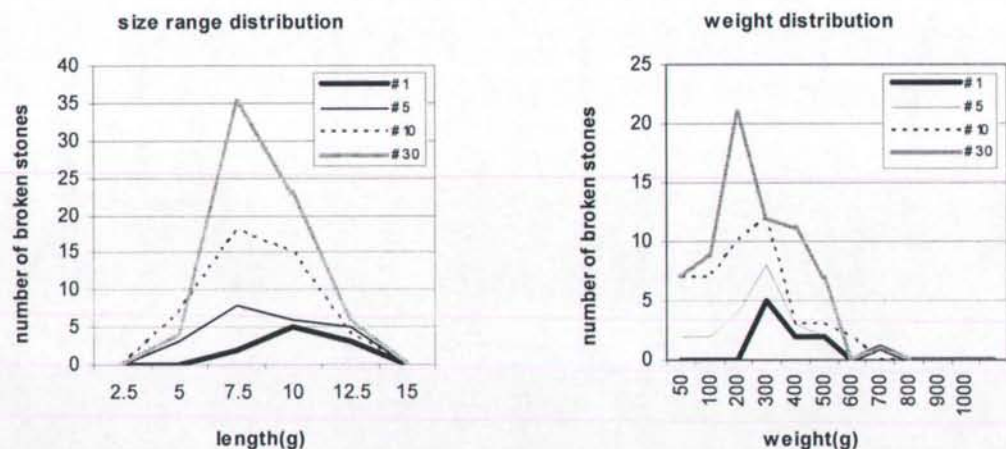 size range distribution
40
35
30
25
20
15
10
5
0
number of broken stones
#1
#5
#10
#30
2.5 5 7.5 10 12.5 15
length(g)
weight distribution
25
20
15
10
5
0
number of broken stones
#1
#5
#10
#30
50 100 200 300 400 500 600 700 800 900 1000
weight(g)